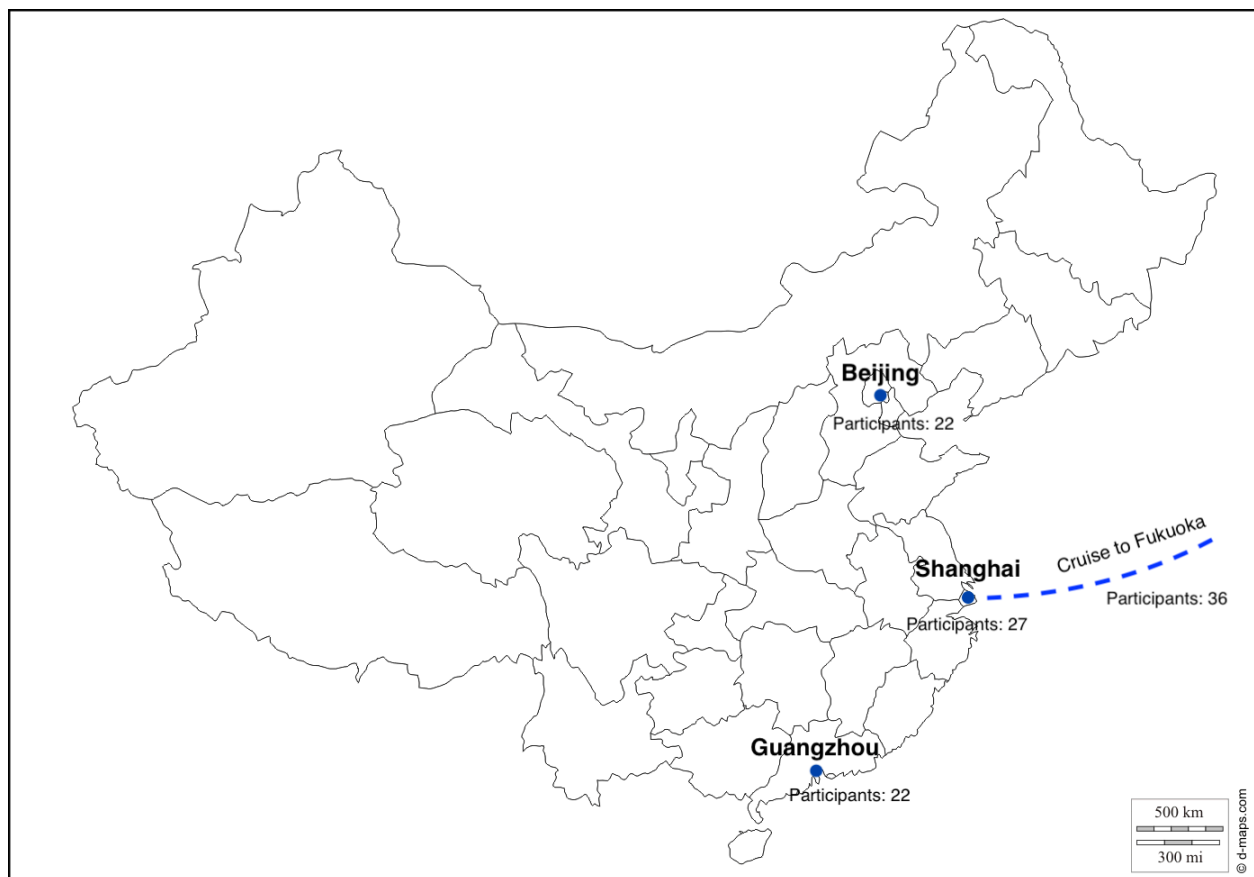 Beijing
Participants: 22
Cruise to Fukuoka
Shanghai
Participants: 36
Participants: 27
Guangzhou
Participants: 22
500 km
300 mi
© d-maps.com